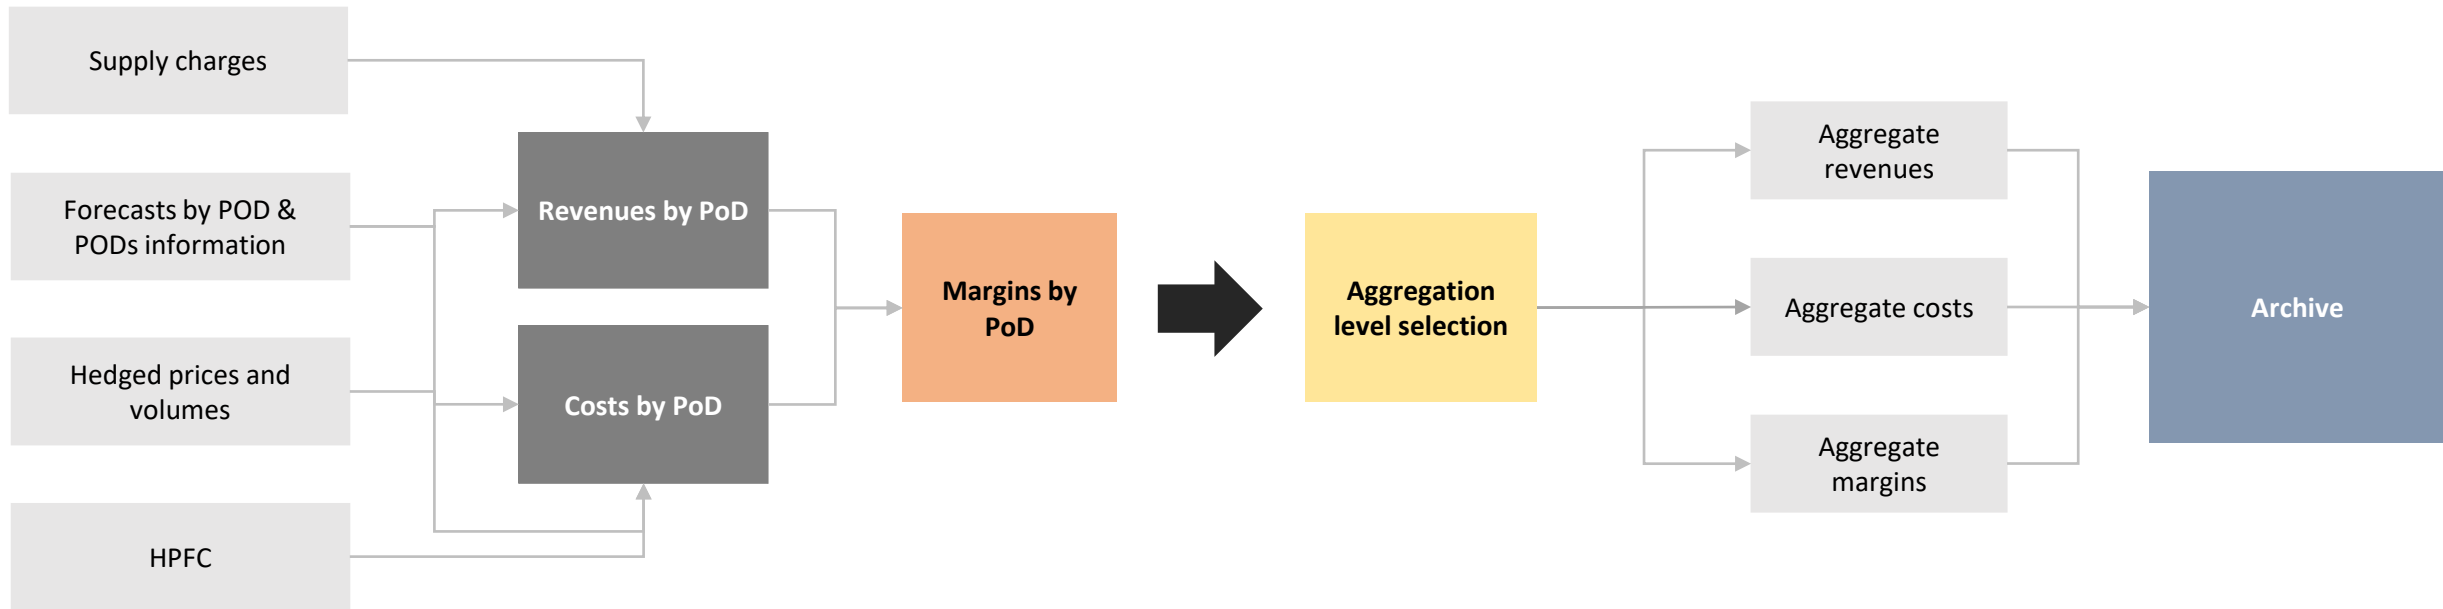 Supply charges
Forecasts by POD &
PODs information
Hedged prices and
volumes
HPFC
Revenues by PoD
Costs by PoD
Margins by
PoD
Aggregation
level selection
Aggregate
revenues
Aggregate costs
Aggregate
margins
Archive